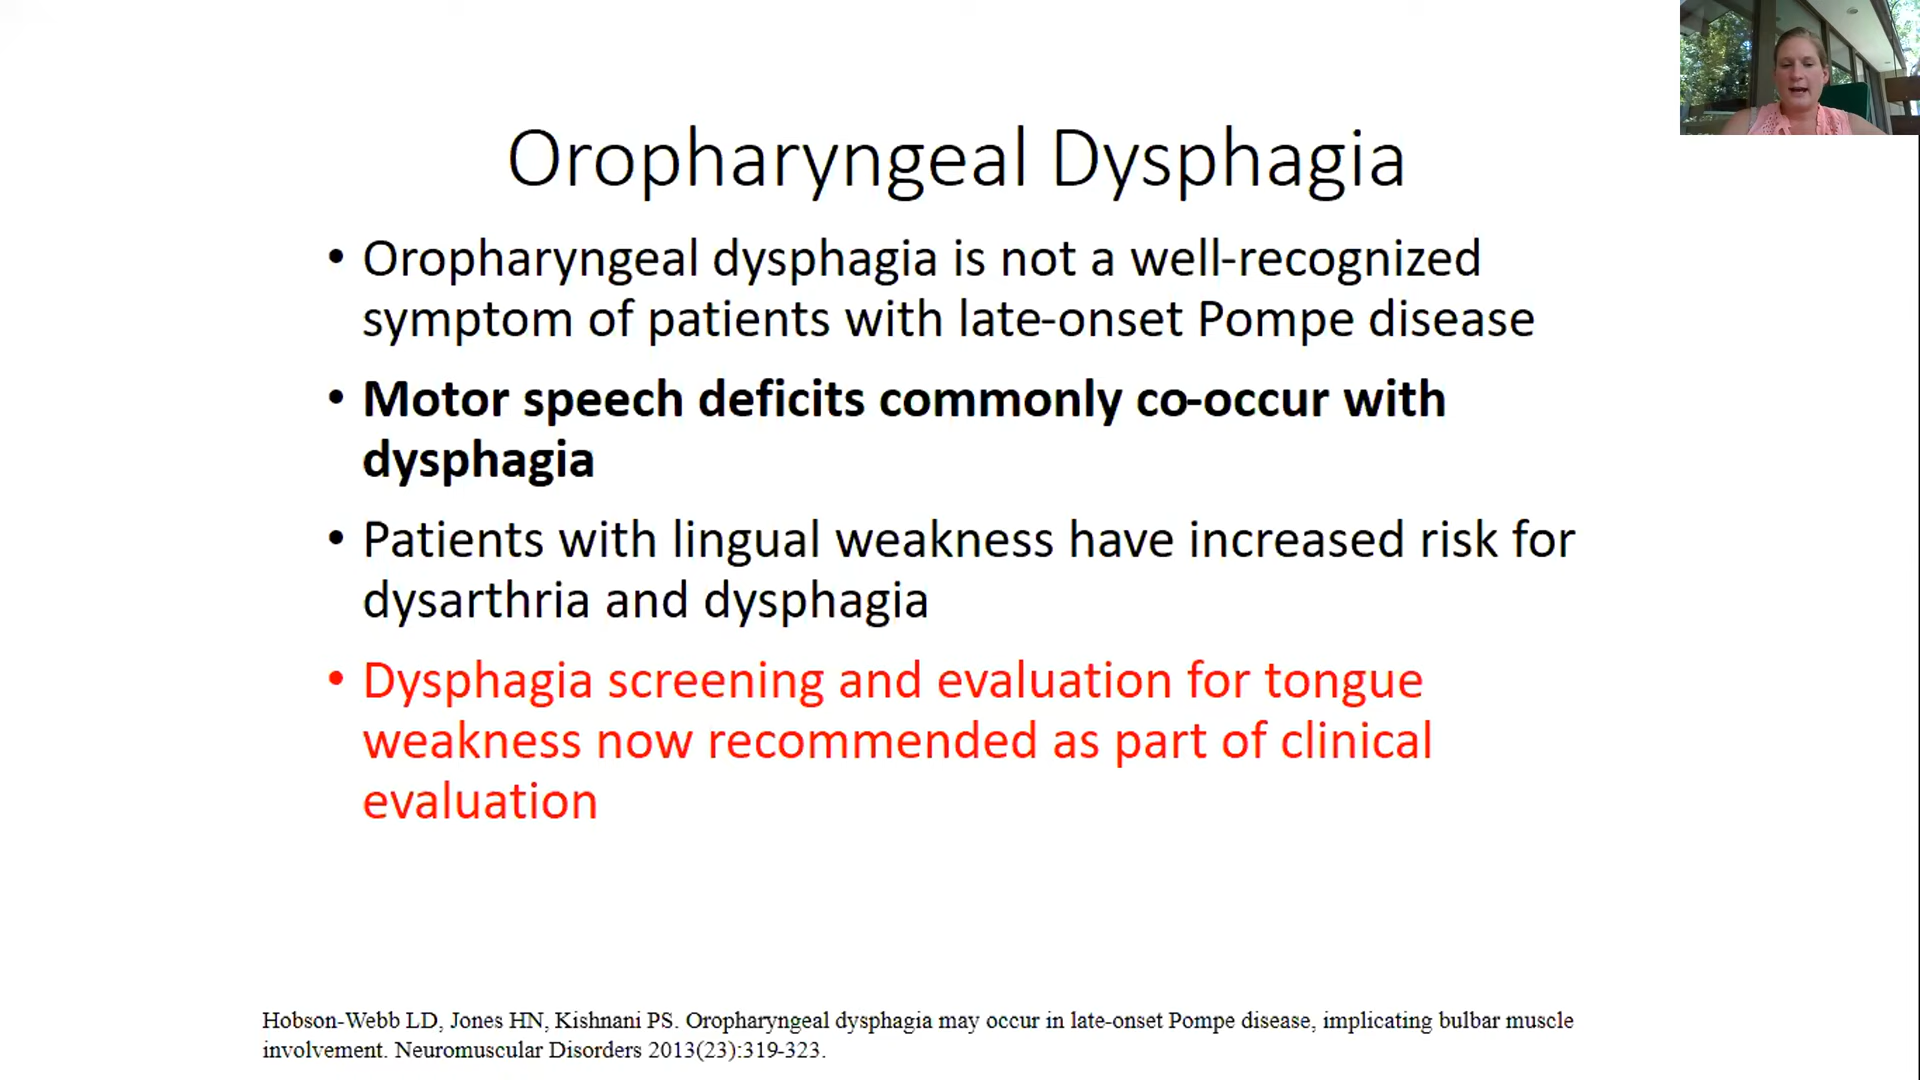 Oropharyngeal Dysphagia
• Oropharyngeal dysphagia is not a well-recognized
symptom of patients with late-onset Pompe disease
• Motor speech deficits commonly co-occur with
dysphagia
• Patients with lingual weakness have increased risk for
dysarthria and dysphagia
• Dysphagia screening and evaluation for tongue
weakness now recommended as part of clinical
evaluation
Hobson-Webb LD, Jones HN, Kishnani PS. Oropharyngeal dysphagia may occur in late-onset Pompe disease, implicating bulbar muscle
involvement. Neuromuscular Disorders 2013(23):319-323.